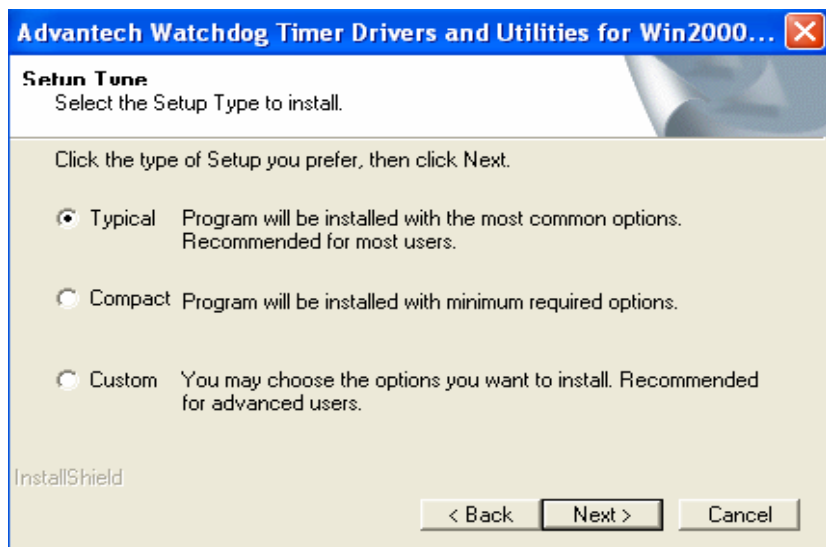 Advantech Watchdog Timer Drivers and Utilities for Win2000...
Setup Type
Select the Setup Type to install.
Click the type of Setup you prefer, then click Next.
Typical Program will be installed with the most common options.
Recommended for most users.
Compact Program will be installed with minimum required options.
Custom You may choose the options you want to install. Recommended
for advanced users.
InstallShield
< Back Next > Cancel